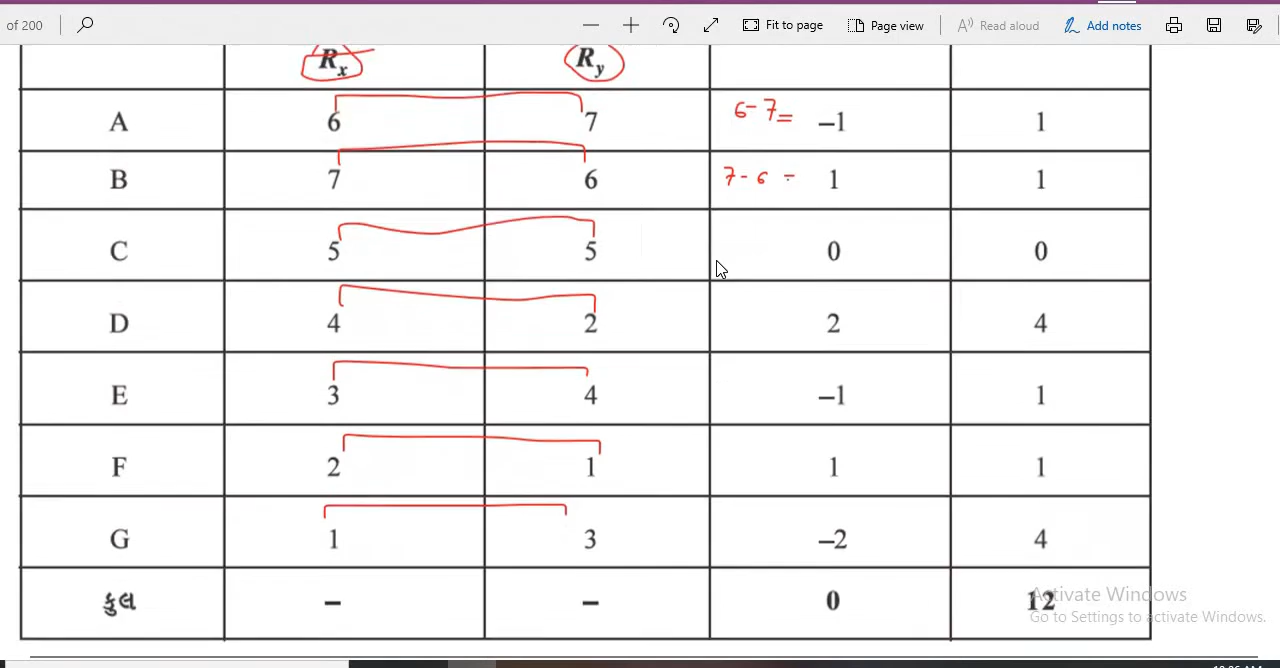 of 200 Fit to page Page view Read aloud Add notes
Rx Ry
A 6 7 6-7= –1 1
B 7 6 7-6 = 1 1
C 5 5 0 0
D 4 2 2 4
E 3 4 –1 1
F 2 1 1 1
G 1 3 –2 4
કુલ – – 0 12
Activate Windows
Go to Settings to activate Windows.